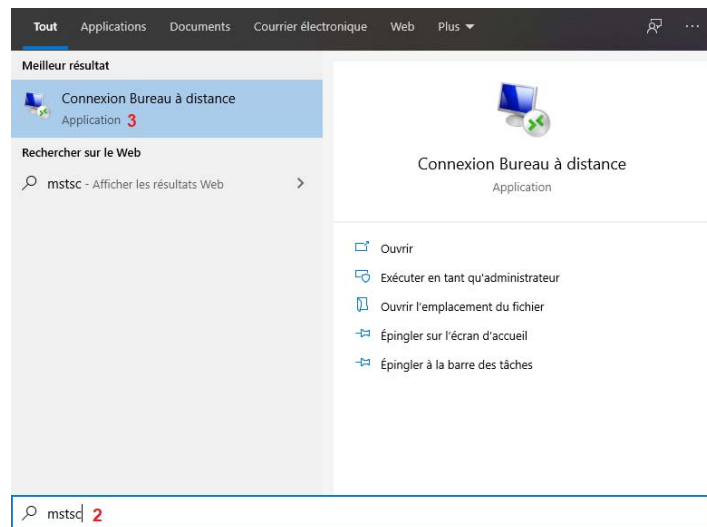 Tout Applications Documents Courrier électronique Web Plus
Meilleur résultat
Connexion Bureau à distance
Application 3
Rechercher sur le Web
mstsc - Afficher les résultats Web
Connexion Bureau à distance
Application
Ouvrir
Exécuter en tant qu'administrateur
Ouvrir l'emplacement du fichier
Épingler sur l'écran d'accueil
Épingler à la barre des tâches
mstsc 2